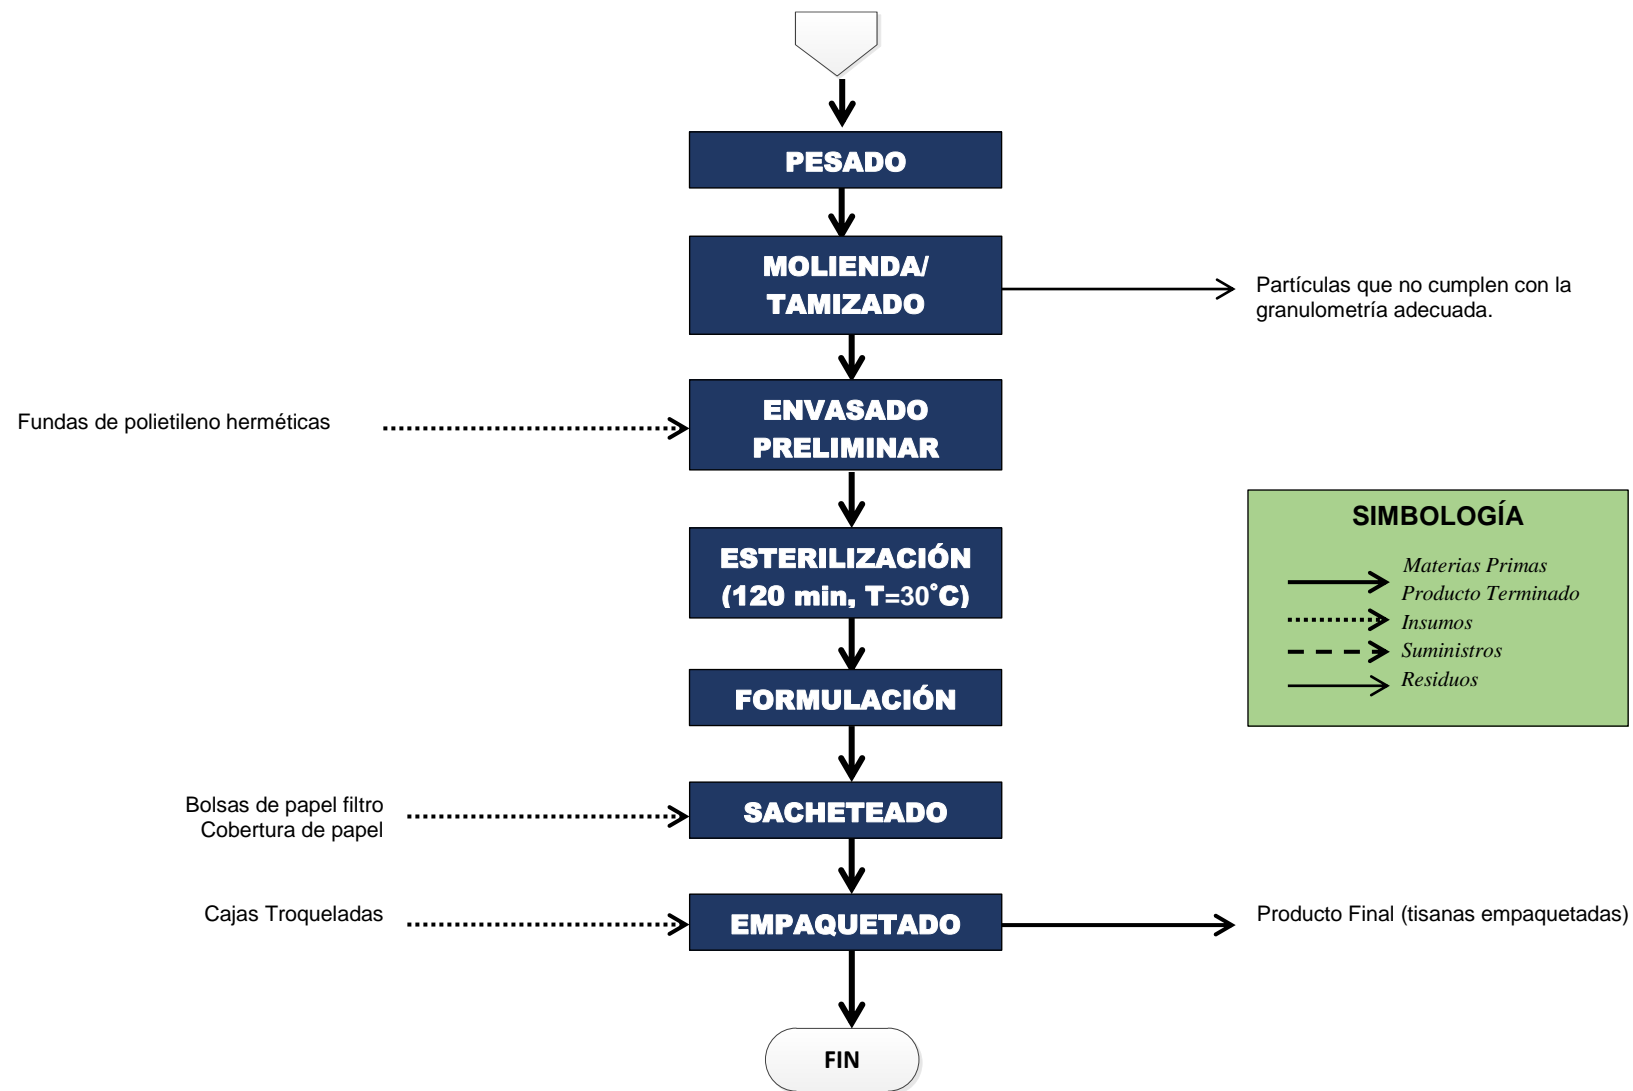 PESADO
MOLIENDA/
TAMIZADO
Partículas que no cumplen con la
granulometría adecuada.
Fundas de polietileno herméticas
ENVASADO
PRELIMINAR
ESTERILIZACIÓN
(120 min, T=30°C)
SIMBOLOGÍA
Materias Primas
Producto Terminado
Insumos
Suministros
Residuos
FORMULACIÓN
Bolsas de papel filtro
Cobertura de papel
SACHETEADO
Cajas Troqueladas
EMPAQUETADO
Producto Final (tisanas empaquetadas)
FIN